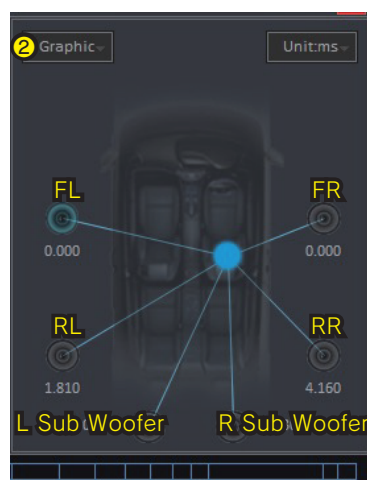 2 Graphic Unit:ms
FL FR
0.000 0.000
RL RR
1.810 4.160
L Sub Woofer R Sub Woofer